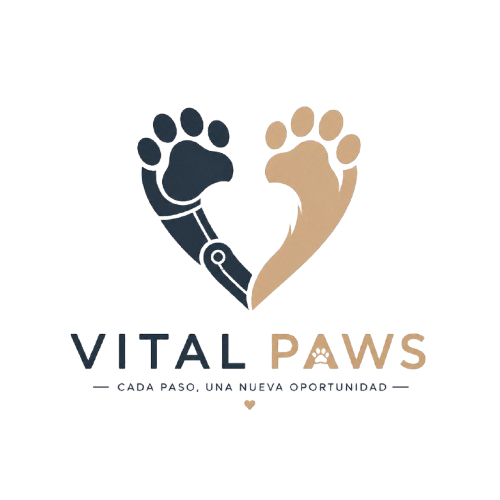 VITAL PAWS
CADA PASO, UNA NUEVA OPORTUNIDAD